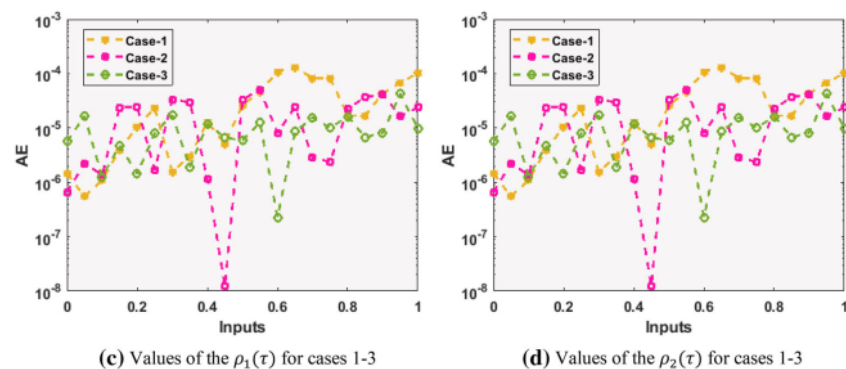 10^-3
10^-4
10^-5
10^-6
10^-7
10^-8
AE
Case-1
Case-2
Case-3
0 0.2 0.4 0.6 0.8 1
Inputs
(c) Values of the ρ₁(τ) for cases 1-3
10^-3
10^-4
10^-5
10^-6
10^-7
10^-8
AE
Case-1
Case-2
Case-3
0 0.2 0.4 0.6 0.8 1
Inputs
(d) Values of the ρ₂(τ) for cases 1-3